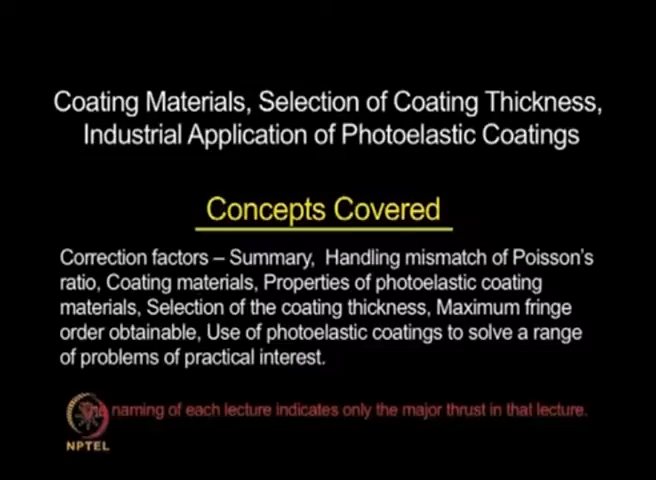 Coating Materials, Selection of Coating Thickness,
Industrial Application of Photoelastic Coatings
Concepts Covered
Correction factors – Summary, Handling mismatch of Poisson's
ratio, Coating materials, Properties of photoelastic coating
materials, Selection of the coating thickness, Maximum fringe
order obtainable, Use of photoelastic coatings to solve a range
of problems of practical interest.
naming of each lecture indicates only the major thrust in that lecture.
NPTEL